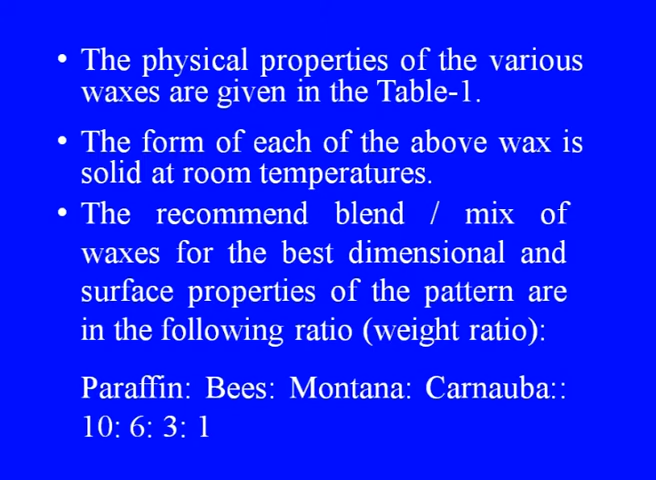 • The physical properties of the various
waxes are given in the Table-1.
• The form of each of the above wax is
solid at room temperatures.
• The recommend blend / mix of
waxes for the best dimensional and
surface properties of the pattern are
in the following ratio (weight ratio):
Paraffin: Bees: Montana: Carnauba::
10: 6: 3: 1